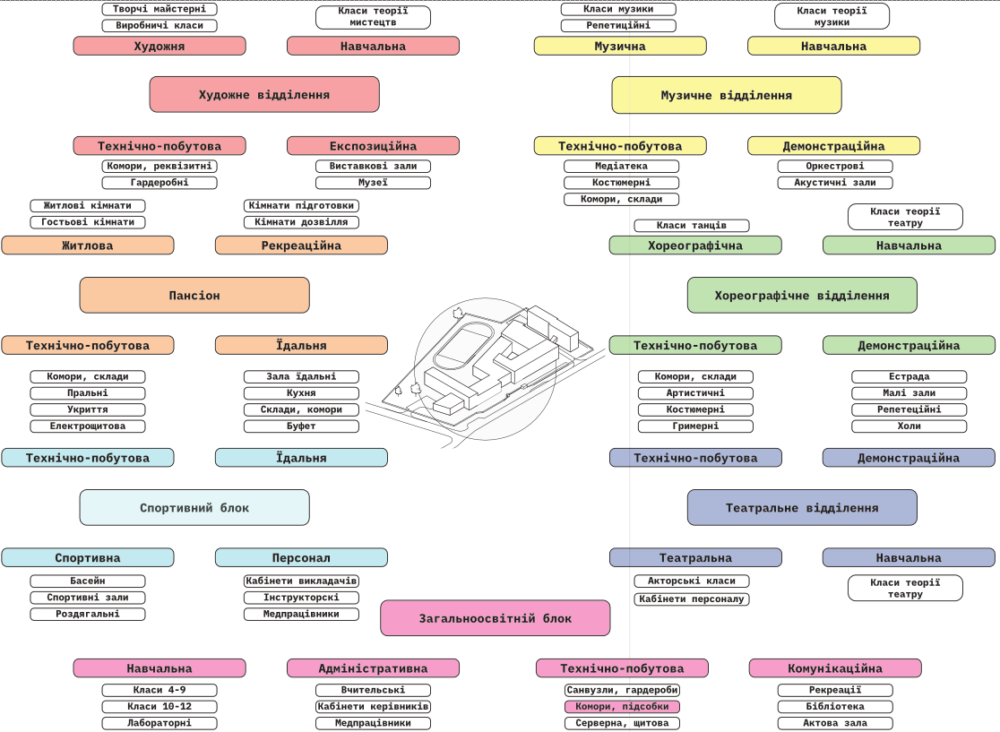 Творчі майстерні
Виробничі класи
Класи теорії
мистецтв
Художня
Навчальна
Художне відділення
Технічно-побутова
Експозиційна
Комори, реквізитні
Гардеробні
Виставкові зали
Музеї
Класи музики
Репетиційні
Класи теорії
музики
Музична
Навчальна
Музичне відділення
Технічно-побутова
Демонстраційна
Медіатека
Костюмерні
Комори, склади
Оркестрові
Акустичні зали
Житлові кімнати
Гостьові кімнати
Кімнати підготовки
Кімнати дозвілля
Житлова
Рекреаційна
Пансіон
Технічно-побутова
Їдальня
Комори, склади
Пральні
Укриття
Електрощитова
Зала їдальні
Кухня
Склади, комори
Буфет
Класи танців
Класи теорії
театру
Хореографічна
Навчальна
Хореографічне відділення
Технічно-побутова
Демонстраційна
Комори, склади
Артистичні
Костюмерні
Гримерні
Естрада
Малі зали
Репетеційні
Холи
Технічно-побутова
Їдальня
Спортивний блок
Спортивна
Персонал
Басейн
Спортивні зали
Роздягальні
Кабінети викладачів
Інструкторскі
Медпрацівники
Технічно-побутова
Демонстраційна
Театральне відділення
Театральна
Навчальна
Акторські класи
Кабінети персоналу
Класи теорії
театру
Загальноосвітній блок
Навчальна
Адміністративна
Технічно-побутова
Комунікаційна
Класи 4-9
Класи 10-12
Лабораторні
Вчительські
Кабінети керівників
Медпрацівники
Санвузли, гардероби
Комори, підсобки
Серверна, щитова
Рекреації
Бібліотека
Актова зала